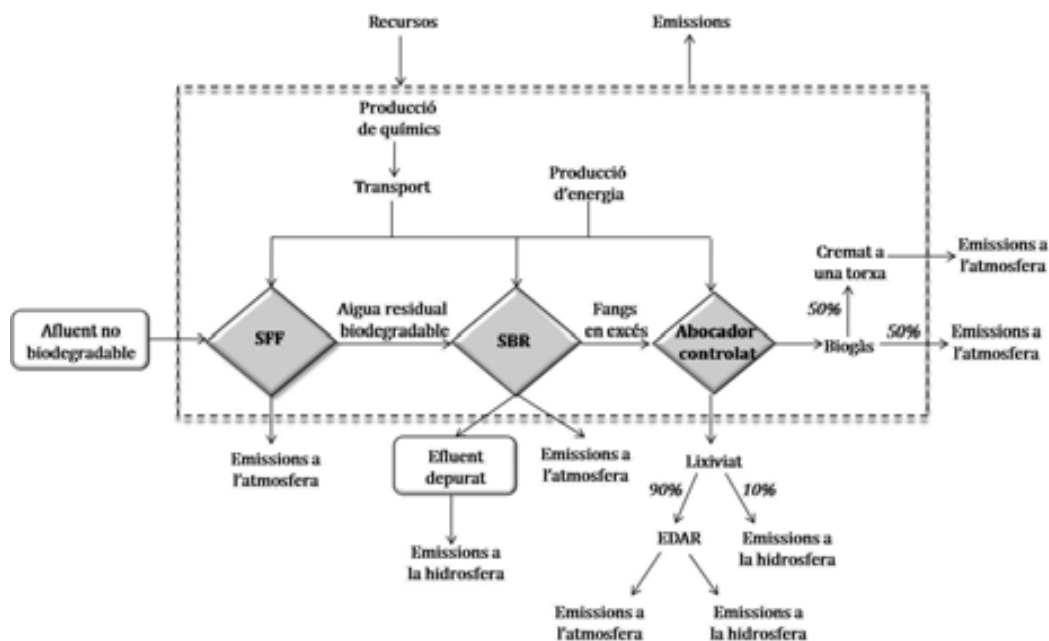 Recursos
Emissions
Producció
de químics
Transport
Producció
d'energia
Cremat a
una torxa
Emissions a
l'atmosfera
Afluent no
biodegradable
SFF
Aigua residual
biodegradable
SBR
Fangs
en excés
Abocador
controlat
50%
Biogàs
50%
Emissions a
l'atmosfera
Emissions a
l'atmosfera
Efluent
depurat
Emissions a
l'atmosfera
Lixiviat
90%
10%
Emissions a
la hidrosfera
EDAR
Emissions a
la hidrosfera
Emissions a
l'atmosfera
Emissions a
la hidrosfera